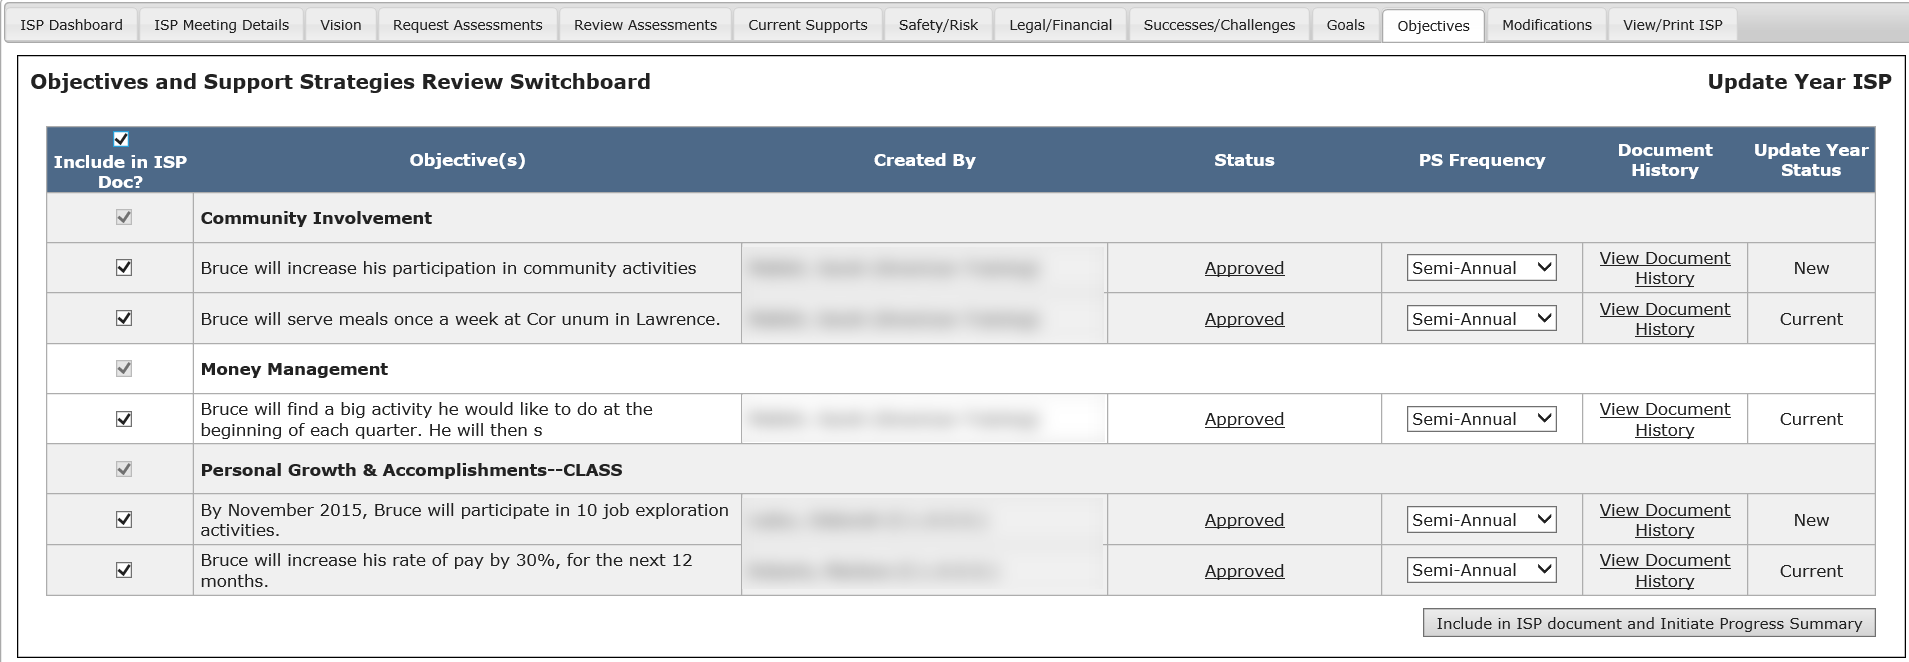 ISP Dashboard ISP Meeting Details Vision Request Assessments Review Assessments Current Supports Safety/Risk Legal/Financial Successes/Challenges Goals Objectives Modifications View/Print ISP
Objectives and Support Strategies Review Switchboard Update Year ISP
Include in ISP
Doc?
Objective(s)
Created By
Status
PS Frequency
Document
History
Update Year
Status
Community Involvement
Bruce will increase his participation in community activities
Approved
Semi-Annual
View Document
History
New
Bruce will serve meals once a week at Cor unum in Lawrence.
Approved
Semi-Annual
View Document
History
Current
Money Management
Bruce will find a big activity he would like to do at the
beginning of each quarter. He will then s
Approved
Semi-Annual
View Document
History
Current
Personal Growth & Accomplishments--CLASS
By November 2015, Bruce will participate in 10 job exploration
activities.
Approved
Semi-Annual
View Document
History
New
Bruce will increase his rate of pay by 30%, for the next 12
months.
Approved
Semi-Annual
View Document
History
Current
Include in ISP document and Initiate Progress Summary